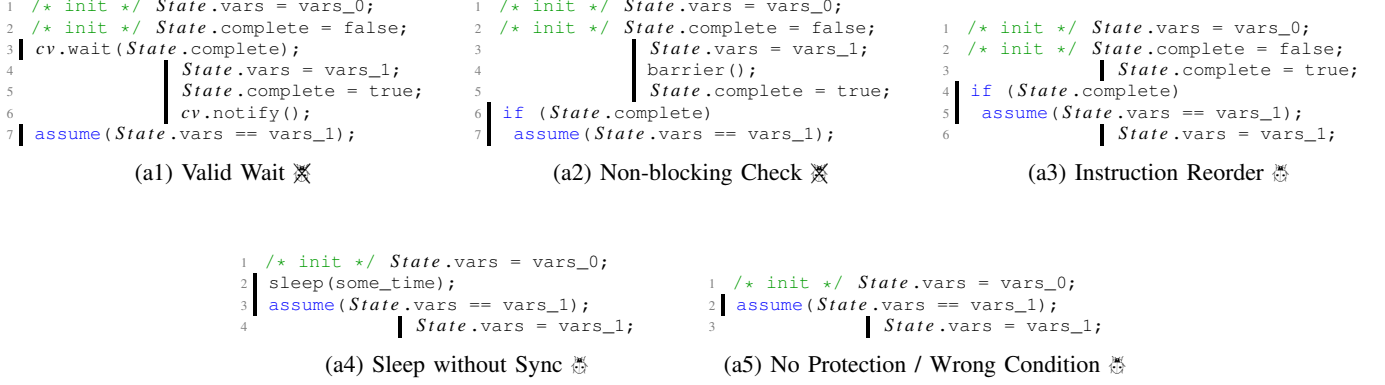 1 /* init */ State.vars = vars_0;
2 /* init */ State.complete = false;
3 cv.wait(State.complete);
4 State.vars = vars_1;
5 State.complete = true;
6 cv.notify();
7 assume(State.vars == vars_1);
(a1) Valid Wait
1 /* init */ State.vars = vars_0;
2 /* init */ State.complete = false;
3 State.vars = vars_1;
4 barrier();
5 State.complete = true;
6 if (State.complete)
7 assume(State.vars == vars_1);
(a2) Non-blocking Check
1 /* init */ State.vars = vars_0;
2 /* init */ State.complete = false;
3 State.complete = true;
4 if (State.complete)
5 assume(State.vars == vars_1);
6 State.vars = vars_1;
(a3) Instruction Reorder
1 /* init */ State.vars = vars_0;
2 sleep(some_time);
3 assume(State.vars == vars_1);
4 State.vars = vars_1;
(a4) Sleep without Sync
1 /* init */ State.vars = vars_0;
2 assume(State.vars == vars_1);
3 State.vars = vars_1;
(a5) No Protection / Wrong Condition